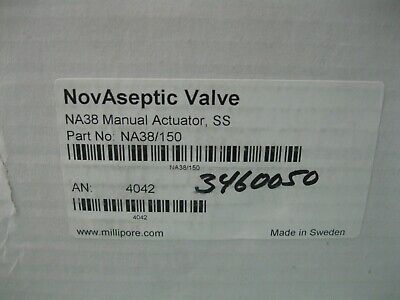 NovAseptic Valve
NA38 Manual Actuator, SS
Part No: NA38/150
NA38/150
AN: 4042 3460050
4042
www.millipore.com Made in Sweden